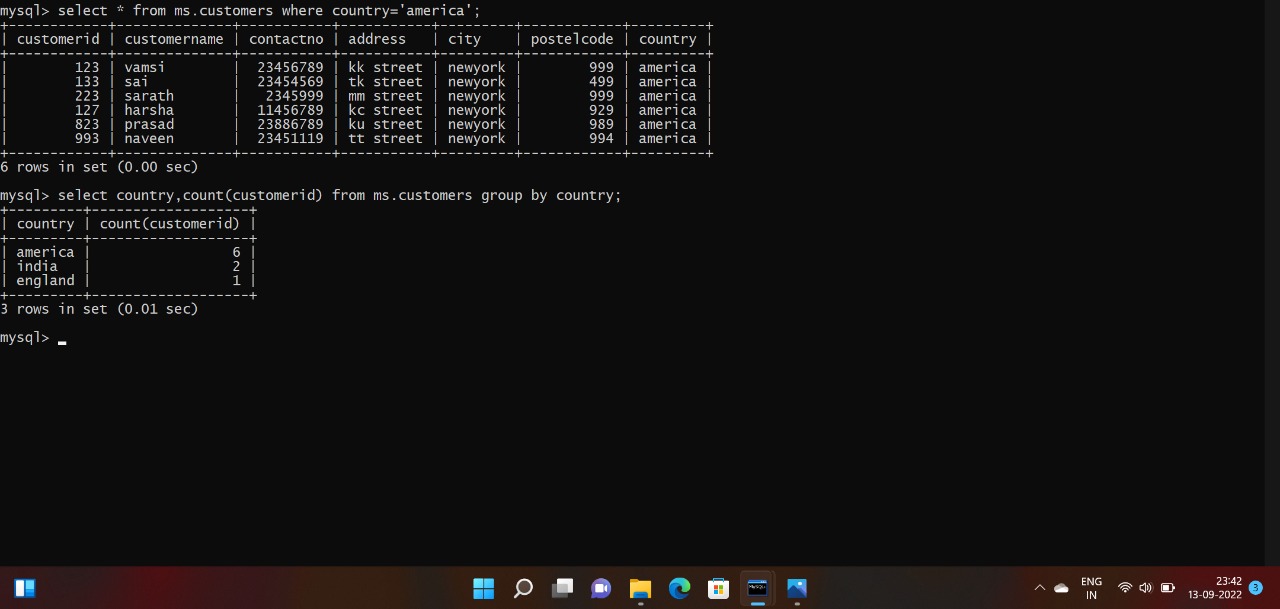 mysql> select * from ms.customers where country='america';
+------------+--------------+-----------+-----------+---------+------------+---------+
| customerid | customername | contactno | address   | city    | postelcode | country |
+------------+--------------+-----------+-----------+---------+------------+---------+
|        123 | vamsi        |  23456789 | kk street | newyork |        999 | america |
|        133 | sai          |  23454569 | tk street | newyork |        499 | america |
|        223 | sarath       |   2345999 | mm street | newyork |        999 | america |
|        127 | harsha       |  11456789 | kc street | newyork |        929 | america |
|        823 | prasad       |  23886789 | ku street | newyork |        989 | america |
|        993 | naveen       |  23451119 | tt street | newyork |        994 | america |
+------------+--------------+-----------+-----------+---------+------------+---------+
6 rows in set (0.00 sec)
mysql> select country,count(customerid) from ms.customers group by country;
+---------+-------------------+
| country | count(customerid) |
+---------+-------------------+
| america |                 6 |
| india   |                 2 |
| england |                 1 |
+---------+-------------------+
3 rows in set (0.01 sec)
mysql> _
ENG
IN
23:42
13-09-2022
3